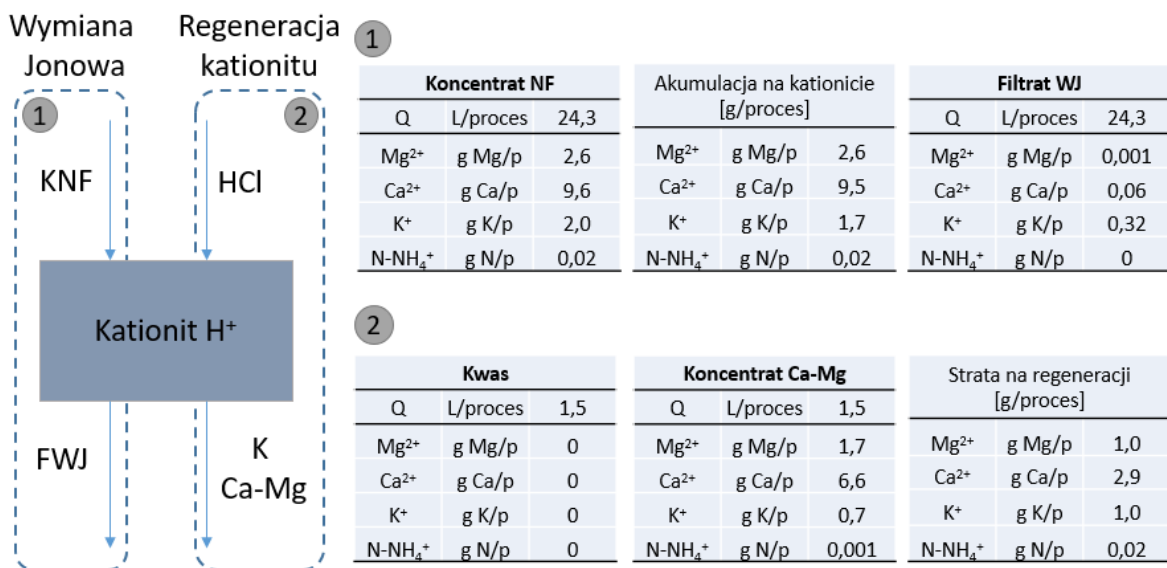 Wymiana
Jonowa
1
KNF
Regeneracja
kationitu
2
HCl
Kationit H⁺
FWJ
K
Ca-Mg
1
Koncentrat NF
Q L/proces 24,3
Mg²⁺ g Mg/p 2,6
Ca²⁺ g Ca/p 9,6
K⁺ g K/p 2,0
N-NH₄⁺ g N/p 0,02
Akumulacja na kationicie
[g/proces]
Mg²⁺ g Mg/p 2,6
Ca²⁺ g Ca/p 9,5
K⁺ g K/p 1,7
N-NH₄⁺ g N/p 0,02
Filtrat WJ
Q L/proces 24,3
Mg²⁺ g Mg/p 0,001
Ca²⁺ g Ca/p 0,06
K⁺ g K/p 0,32
N-NH₄⁺ g N/p 0
2
Kwas
Q L/proces 1,5
Mg²⁺ g Mg/p 0
Ca²⁺ g Ca/p 0
K⁺ g K/p 0
N-NH₄⁺ g N/p 0
Koncentrat Ca-Mg
Q L/proces 1,5
Mg²⁺ g Mg/p 1,7
Ca²⁺ g Ca/p 6,6
K⁺ g K/p 0,7
N-NH₄⁺ g N/p 0,001
Strata na regeneracji
[g/proces]
Mg²⁺ g Mg/p 1,0
Ca²⁺ g Ca/p 2,9
K⁺ g K/p 1,0
N-NH₄⁺ g N/p 0,02